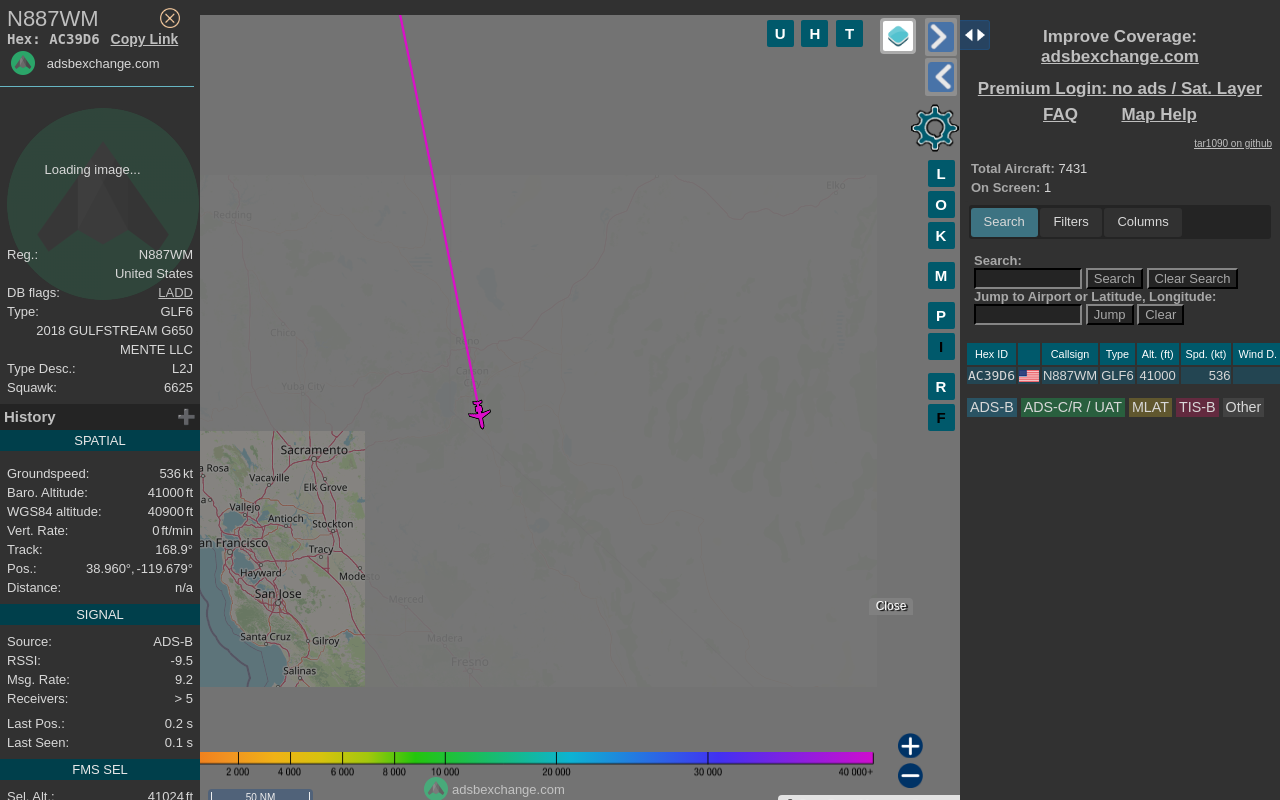 N887WM
Hex: AC39D6 Copy Link
adsbexchange.com
Loading image...
Reg.: N887WM
United States
DB flags: LADD
Type: GLF6
2018 GULFSTREAM G650
MENTE LLC
Type Desc.: L2J
Squawk: 6625
History
SPATIAL
Groundspeed: 536 kt
Baro. Altitude: 41000 ft
WGS84 altitude: 40900 ft
Vert. Rate: 0 ft/min
Track: 168.9°
Pos.: 38.960°, -119.679°
Distance: n/a
SIGNAL
Source: ADS-B
RSSI: -9.5
Msg. Rate: 9.2
Receivers: > 5
Last Pos.: 0.2 s
Last Seen: 0.1 s
FMS SEL
Sel. Alt.: 41024 ft
U H T
L
O
K
M
P
I
R
F
Elko
Redding
Chico
Reno
Carson
City
Yuba City
Sacramento
a Rosa
Vacaville
Elk Grove
Vallejo
Antioch
Stockton
an Francisco
Tracy
Hayward
Modesto
San Jose
Merced
Santa Cruz
Gilroy
Madera
Fresno
Salinas
Close
2 000 4 000 6 000 8 000 10 000 20 000 30 000 40 000+
adsbexchange.com
50 NM
Improve Coverage:
adsbexchange.com
Premium Login: no ads / Sat. Layer
FAQ Map Help
tar1090 on github
Total Aircraft: 7431
On Screen: 1
Search Filters Columns
Search:
Search Clear Search
Jump to Airport or Latitude, Longitude:
Jump Clear
Hex ID Callsign Type Alt. (ft) Spd. (kt) Wind D.
AC39D6 N887WM GLF6 41000 536
ADS-B ADS-C/R / UAT MLAT TIS-B Other